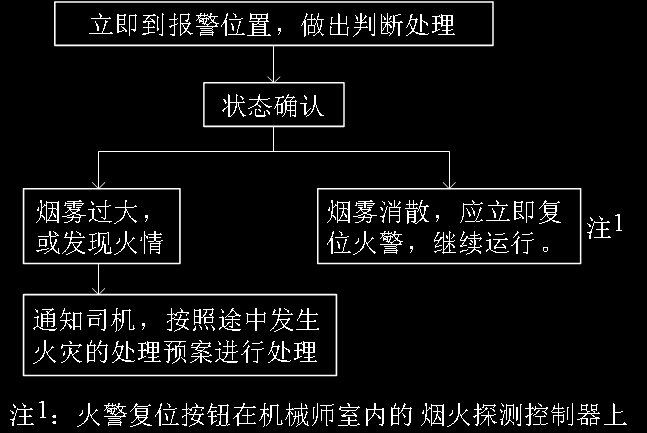 立即到报警位置，做出判断处理
状态确认
烟雾过大，
或发现火情
烟雾消散，应立即复
位火警，继续运行。
注1
通知司机，按照途中发生
火灾的处理预案进行处理
注1：火警复位按钮在机械师室内的 烟火探测控制器上